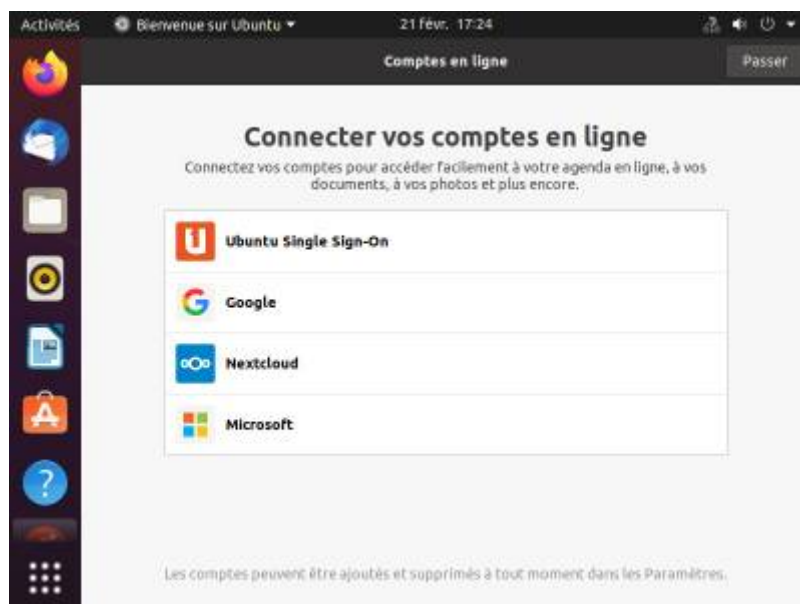 Activités Bienvenue sur Ubuntu 21 févr. 17:24
Comptes en ligne Passer
Connecter vos comptes en ligne
Connectez vos comptes pour accéder facilement à votre agenda en ligne, à vos
documents, à vos photos et plus encore.
Ubuntu Single Sign-On
Google
Nextcloud
Microsoft
Les comptes peuvent être ajoutés et supprimés à tout moment dans les Paramètres.